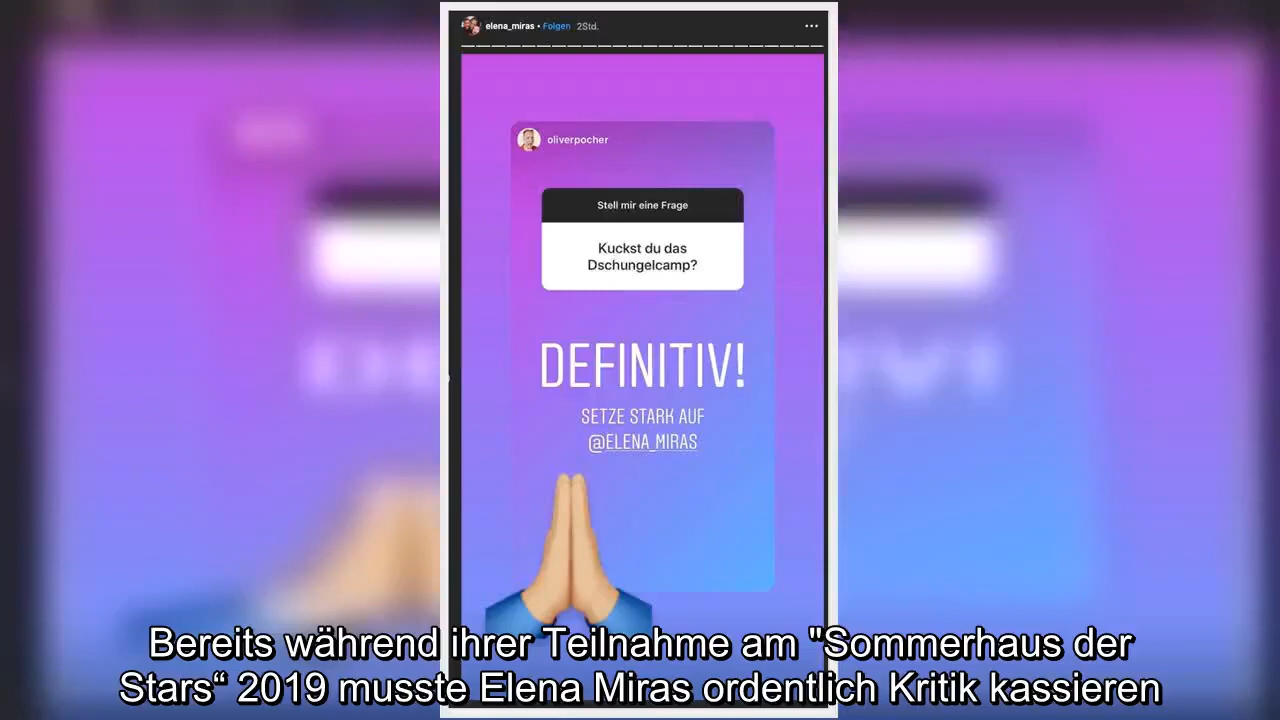 elena_miras • Folgen 2Std.
oliverpocher
Stell mir eine Frage
Kuckst du das
Dschungelcamp?
DEFINITIV!
SETZE STARK AUF
@ELENA_MIRAS
Bereits während ihrer Teilnahme am "Sommerhaus der
Stars“ 2019 musste Elena Miras ordentlich Kritik kassieren